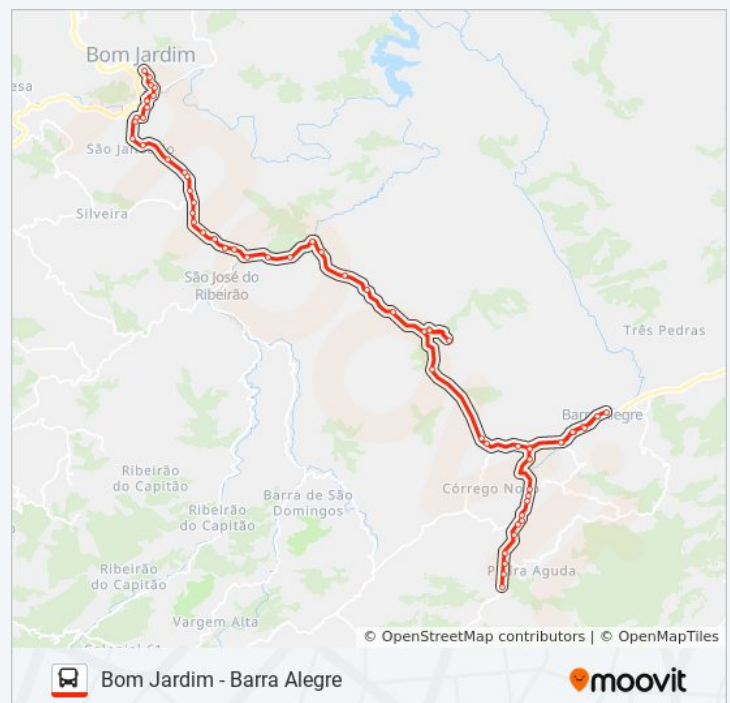 Bom Jardim
esa
São Januário
Silveira
São José do
Ribeirão
Três Pedras
Barra Alegre
Ribeirão
do Capitão
Ribeirão
do Capitão
Barra de São
Domingos
Córrego Novo
Ribeirão
do Capitão
Pedra Aguda
Vargem Alta
© OpenStreetMap contributors | © OpenMapTiles
Bom Jardim - Barra Alegre
moovit